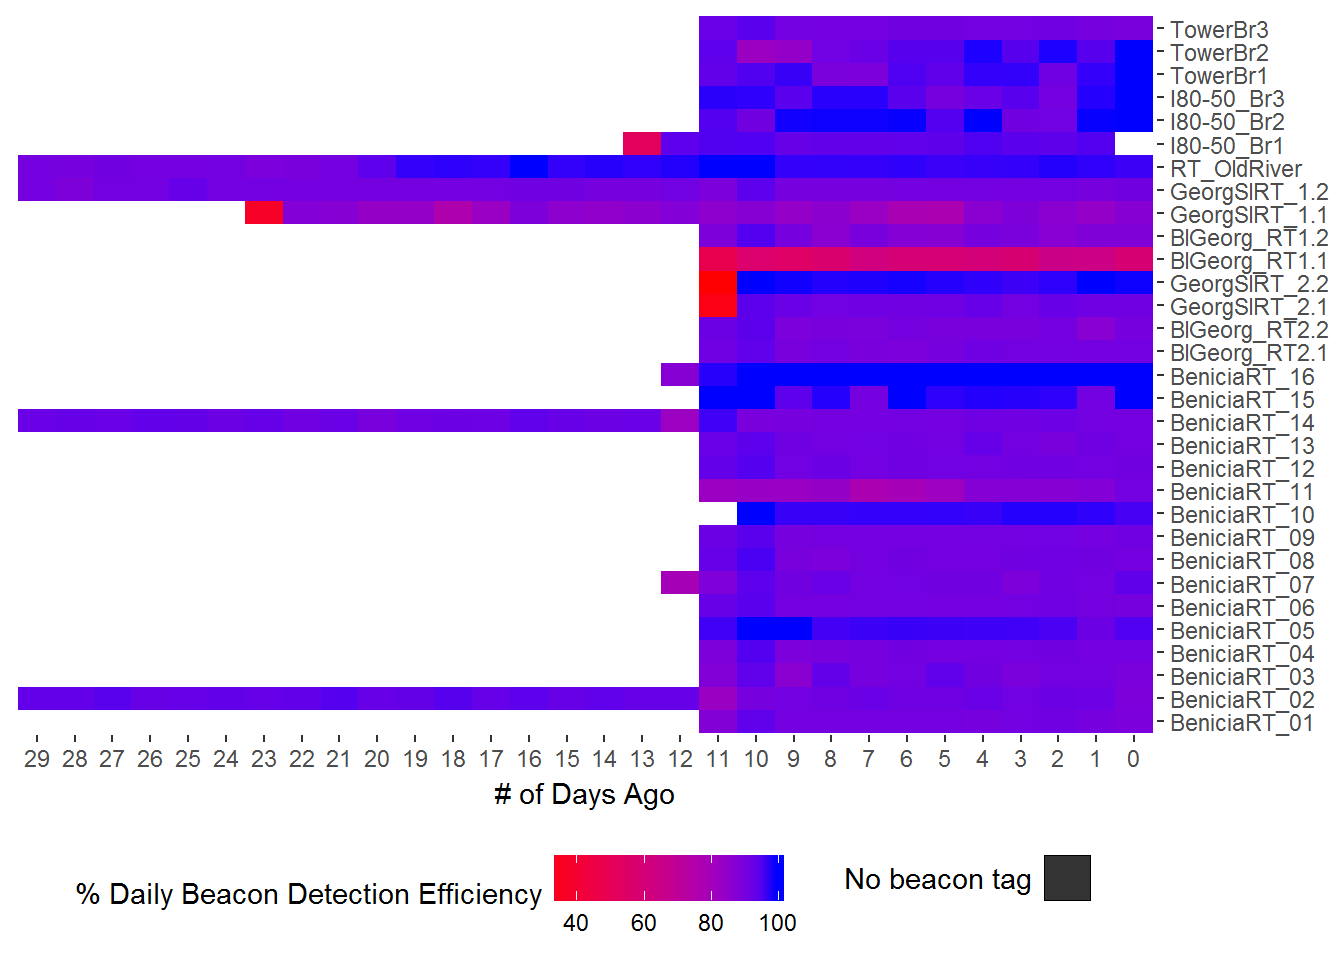 TowerBr3
TowerBr2
TowerBr1
I80-50_Br3
I80-50_Br2
I80-50_Br1
RT_OldRiver
GeorgSlRT_1.2
GeorgSlRT_1.1
BlGeorg_RT1.2
BlGeorg_RT1.1
GeorgSlRT_2.2
GeorgSlRT_2.1
BlGeorg_RT2.2
BlGeorg_RT2.1
BeniciaRT_16
BeniciaRT_15
BeniciaRT_14
BeniciaRT_13
BeniciaRT_12
BeniciaRT_11
BeniciaRT_10
BeniciaRT_09
BeniciaRT_08
BeniciaRT_07
BeniciaRT_06
BeniciaRT_05
BeniciaRT_04
BeniciaRT_03
BeniciaRT_02
BeniciaRT_01
29 28 27 26 25 24 23 22 21 20 19 18 17 16 15 14 13 12 11 10 9 8 7 6 5 4 3 2 1 0
# of Days Ago
% Daily Beacon Detection Efficiency
40 60 80 100
No beacon tag